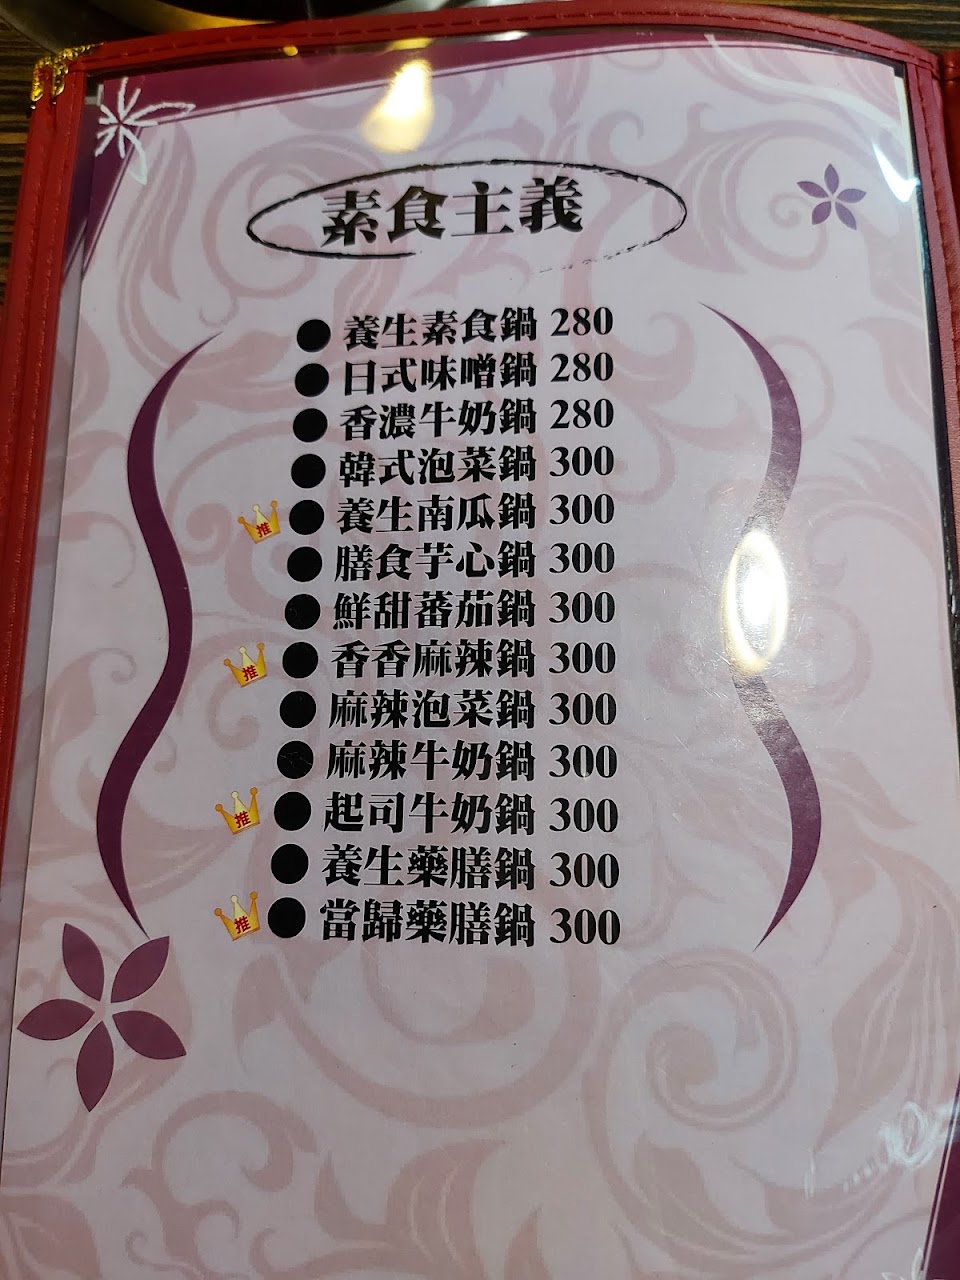 素食主義
● 養生素食鍋 280
● 日式味噌鍋 280
● 香濃牛奶鍋 280
● 韓式泡菜鍋 300
推 ● 養生南瓜鍋 300
● 膳食芋心鍋 300
● 鮮甜蕃茄鍋 300
推 ● 香香麻辣鍋 300
● 麻辣泡菜鍋 300
● 麻辣牛奶鍋 300
推 ● 起司牛奶鍋 300
● 養生藥膳鍋 300
推 ● 當歸藥膳鍋 300